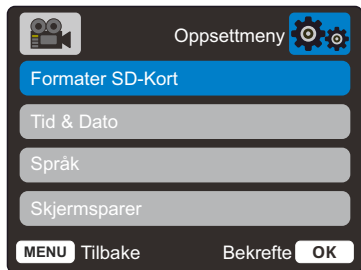 Oppsettmeny
Formater SD-Kort
Tid & Dato
Språk
Skjermsparer
MENU Tilbake Bekrefte OK